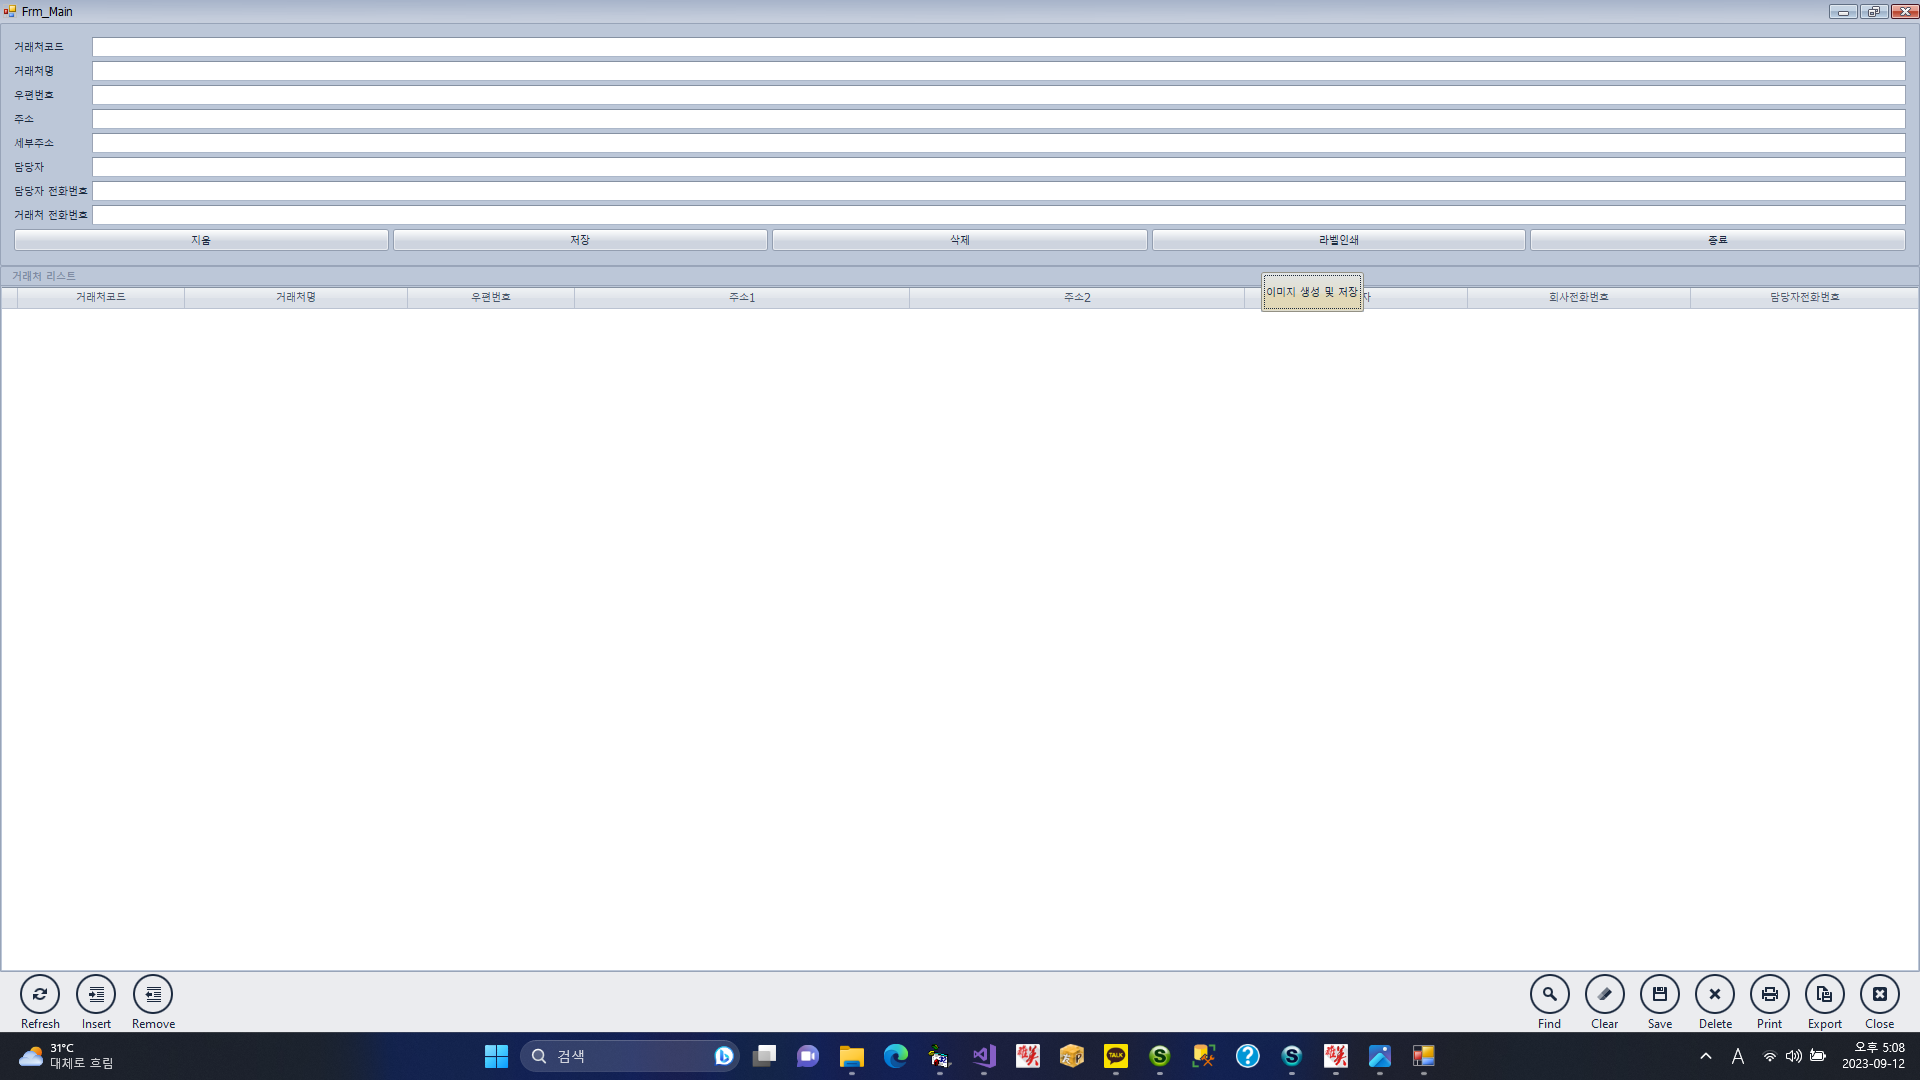 Frm_Main
거래처코드
거래처명
우편번호
주소
세부주소
담당자
담당자 전화번호
거래처 전화번호
지움 저장 삭제 라벨인쇄 종료
거래처 리스트
이미지 생성 및 저장
거래처코드 거래처명 우편번호 주소1 주소2 자 회사전화번호 담당자전화번호
Refresh Insert Remove Find Clear Save Delete Print Export Close
31°C
대체로 흐림
검색
TALK
A
오후 5:08
2023-09-12